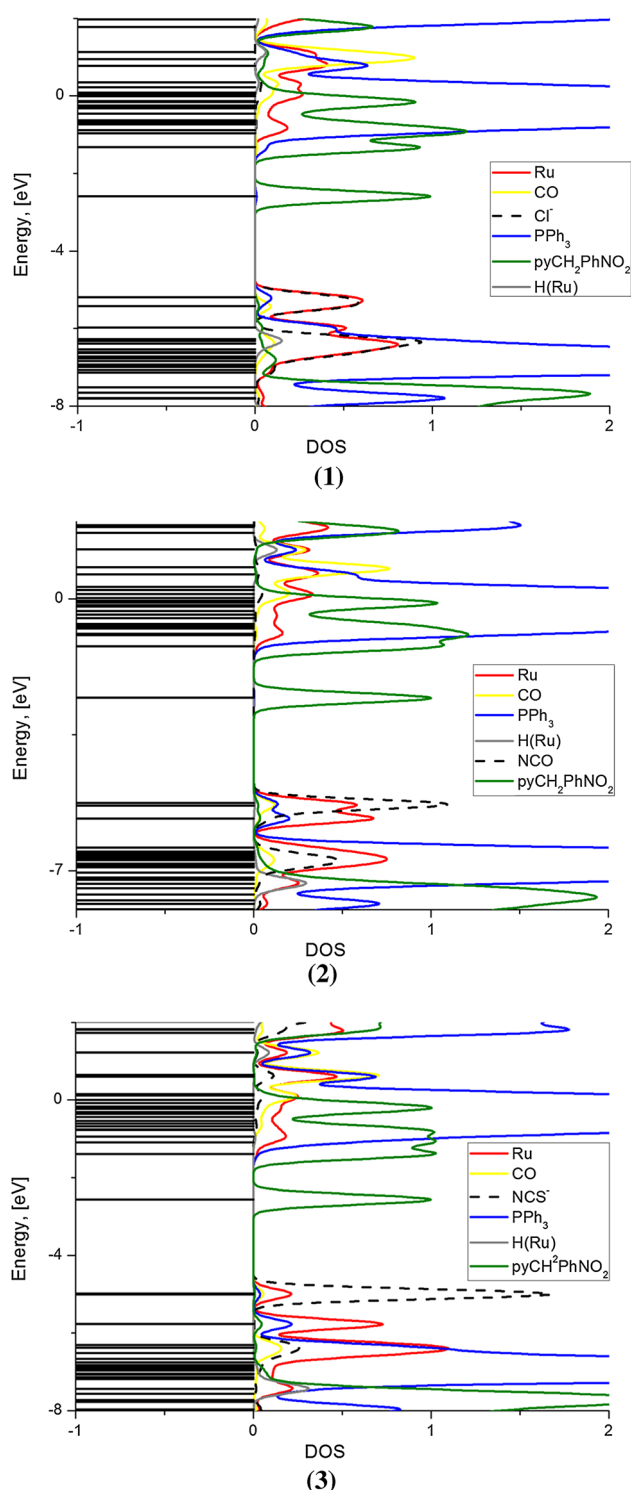 Energy, [eV]
0
-4
-8
Ru
CO
Cl⁻
PPh₃
pyCH₂PhNO₂
H(Ru)
-1 0 1 2
DOS
(1)
Energy, [eV]
0
-7
Ru
CO
PPh₃
H(Ru)
NCO
pyCH₂PhNO₂
-1 0 1 2
DOS
(2)
Energy, [eV]
0
-4
-8
Ru
CO
NCS⁻
PPh₃
H(Ru)
pyCH²PhNO₂
-1 0 1 2
DOS
(3)